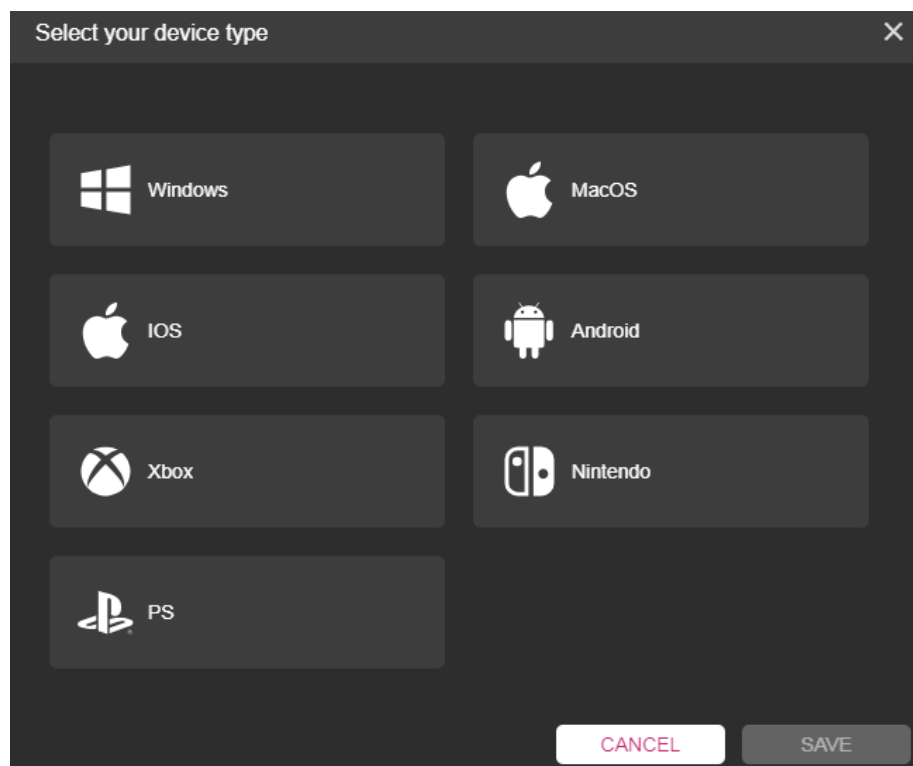 Select your device type
Windows
MacOS
IOS
Android
Xbox
Nintendo
PS
CANCEL
SAVE